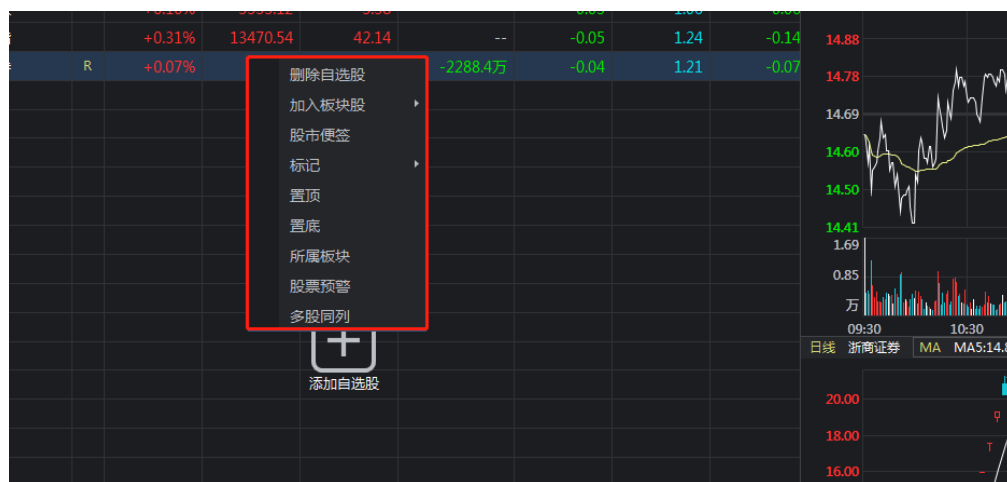 +0.31% 13470.54 42.14 -- -0.05 1.24 -0.14
R +0.07% -2288.4万 -0.04 1.21 -0.07
删除自选股
加入板块股
股市便签
标记
置顶
置底
所属板块
股票预警
多股同列
添加自选股
14.88
14.78
14.69
14.60
14.50
14.41
1.69
0.85
万
09:30 10:30
日线 浙商证券 MA MA5:14.8
20.00
18.00
16.00